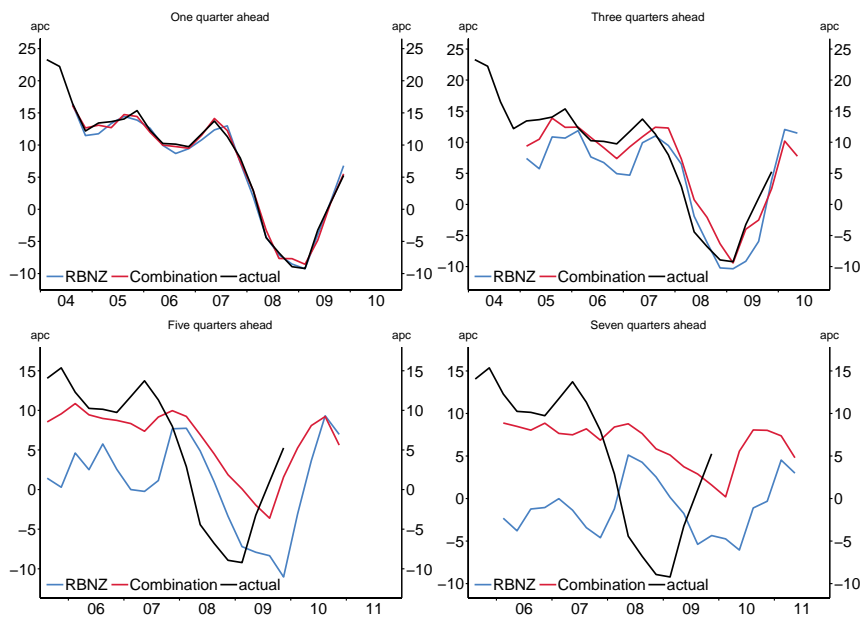 One quarter ahead
apc apc
25 25
20 20
15 15
10 10
5 5
0 0
−5 −5
−10 −10
RBNZ Combination actual
04 05 06 07 08 09 10
Three quarters ahead
apc apc
25 25
20 20
15 15
10 10
5 5
0 0
−5 −5
−10 −10
RBNZ Combination actual
04 05 06 07 08 09 10
Five quarters ahead
apc apc
15 15
10 10
5 5
0 0
−5 −5
−10 −10
RBNZ Combination actual
06 07 08 09 10 11
Seven quarters ahead
apc apc
15 15
10 10
5 5
0 0
−5 −5
−10 −10
RBNZ Combination actual
06 07 08 09 10 11